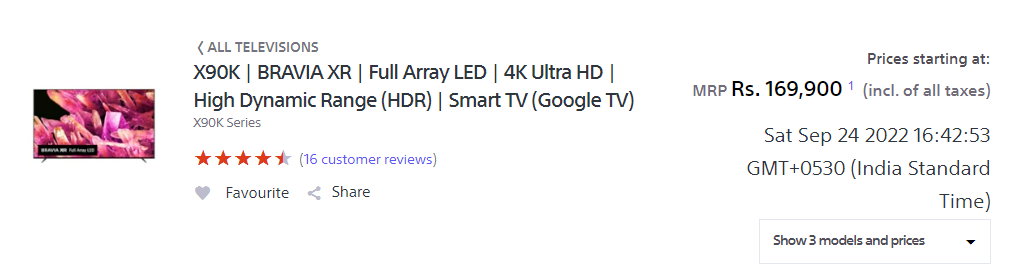 ❬ ALL TELEVISIONS
X90K | BRAVIA XR | Full Array LED | 4K Ultra HD |
High Dynamic Range (HDR) | Smart TV (Google TV)
X90K Series
(16 customer reviews)
Favourite Share
BRAVIA XR Full Array LED
Prices starting at:
MRP Rs. 169,900 1 (incl. of all taxes)
Sat Sep 24 2022 16:42:53
GMT+0530 (India Standard
Time)
Show 3 models and prices